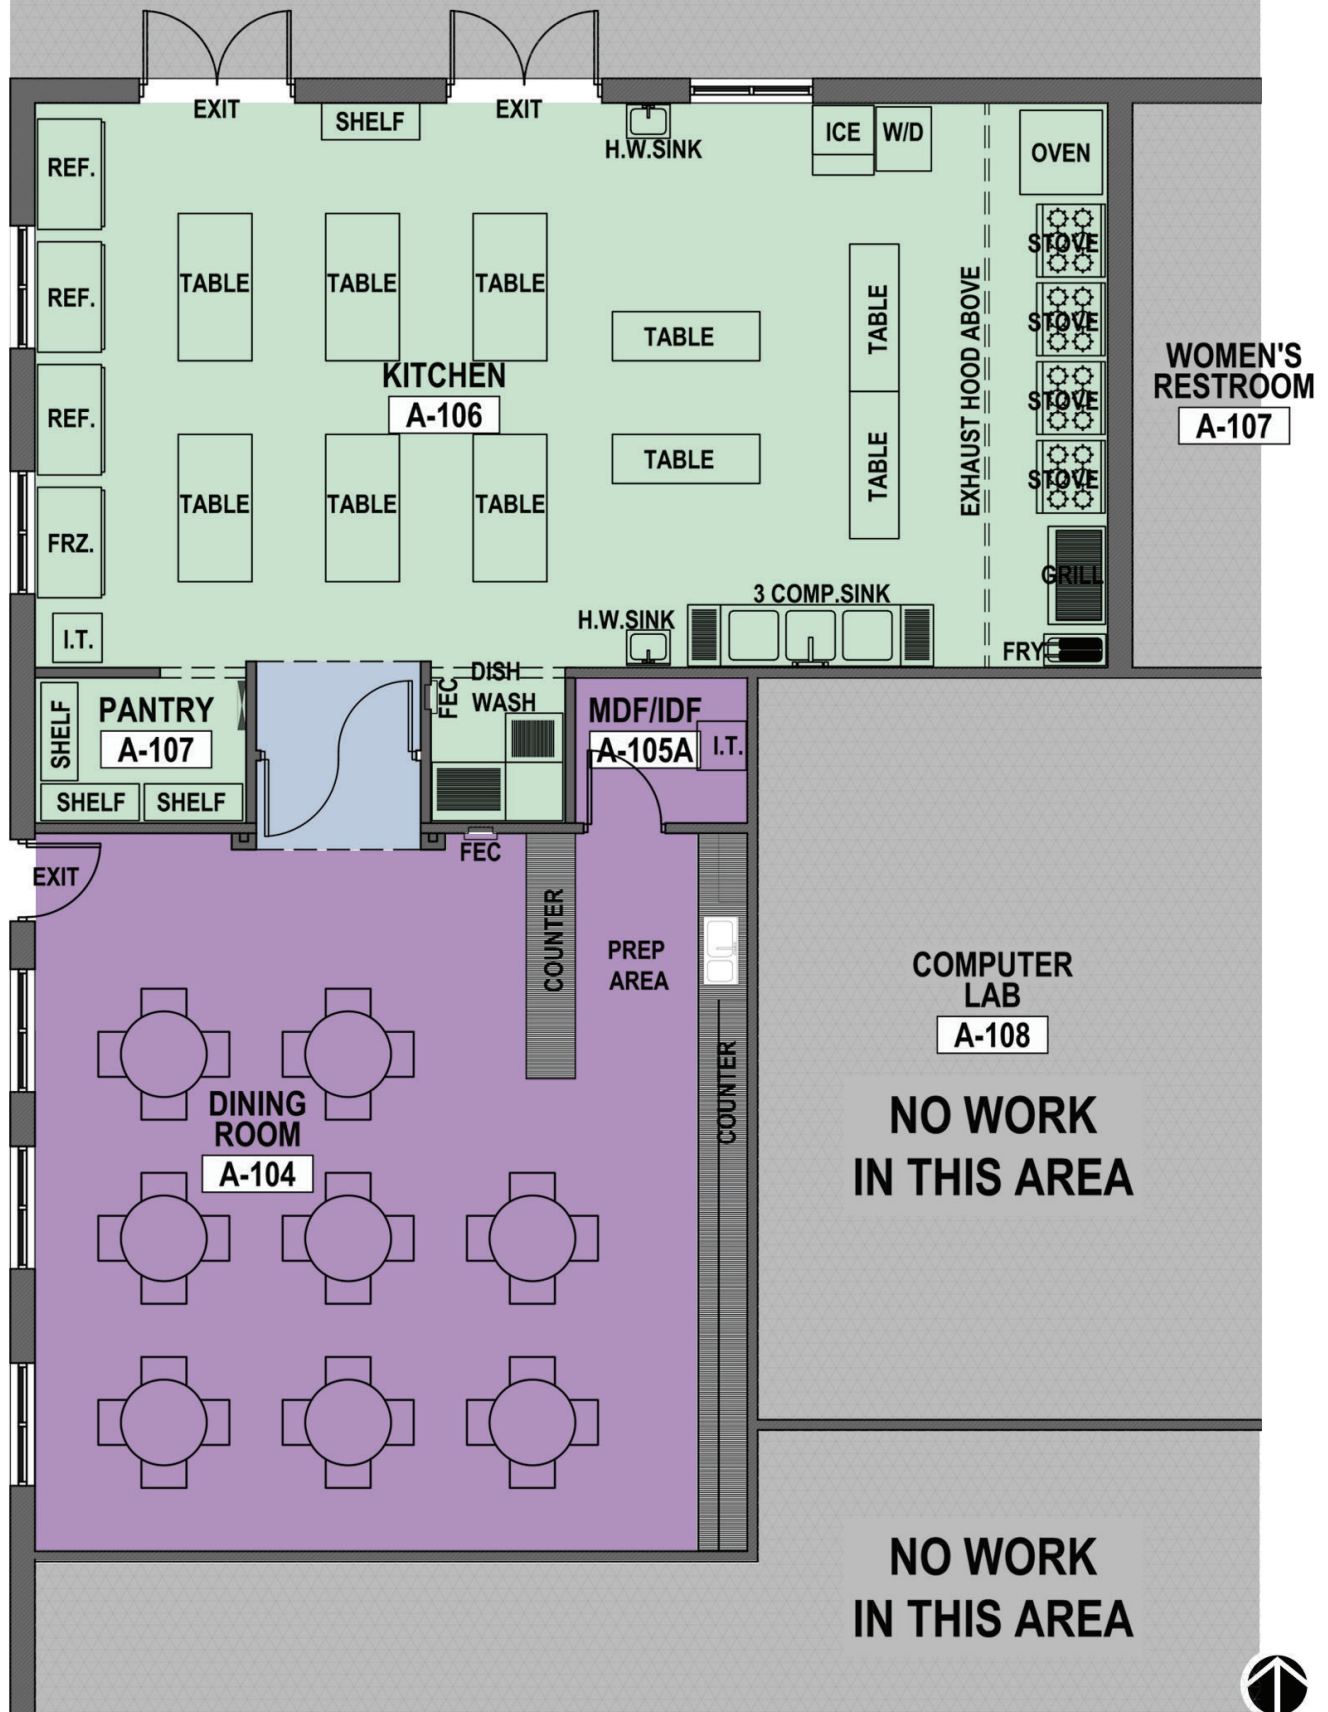 EXIT
SHELF
EXIT
H.W.SINK
ICE
W/D
OVEN
REF.
STOVE
REF.
TABLE
TABLE
TABLE
TABLE
TABLE
EXHAUST HOOD ABOVE
STOVE
WOMEN'S
RESTROOM
A-107
KITCHEN
A-106
REF.
STOVE
TABLE
TABLE
STOVE
TABLE
TABLE
TABLE
FRZ.
GRILL
3 COMP.SINK
H.W.SINK
I.T.
FRY
DISH
WASH
FEC
SHELF
PANTRY
A-107
MDF/IDF
A-105A
I.T.
SHELF
SHELF
FEC
EXIT
COUNTER
PREP
AREA
COUNTER
COMPUTER
LAB
A-108
NO WORK
IN THIS AREA
DINING
ROOM
A-104
NO WORK
IN THIS AREA